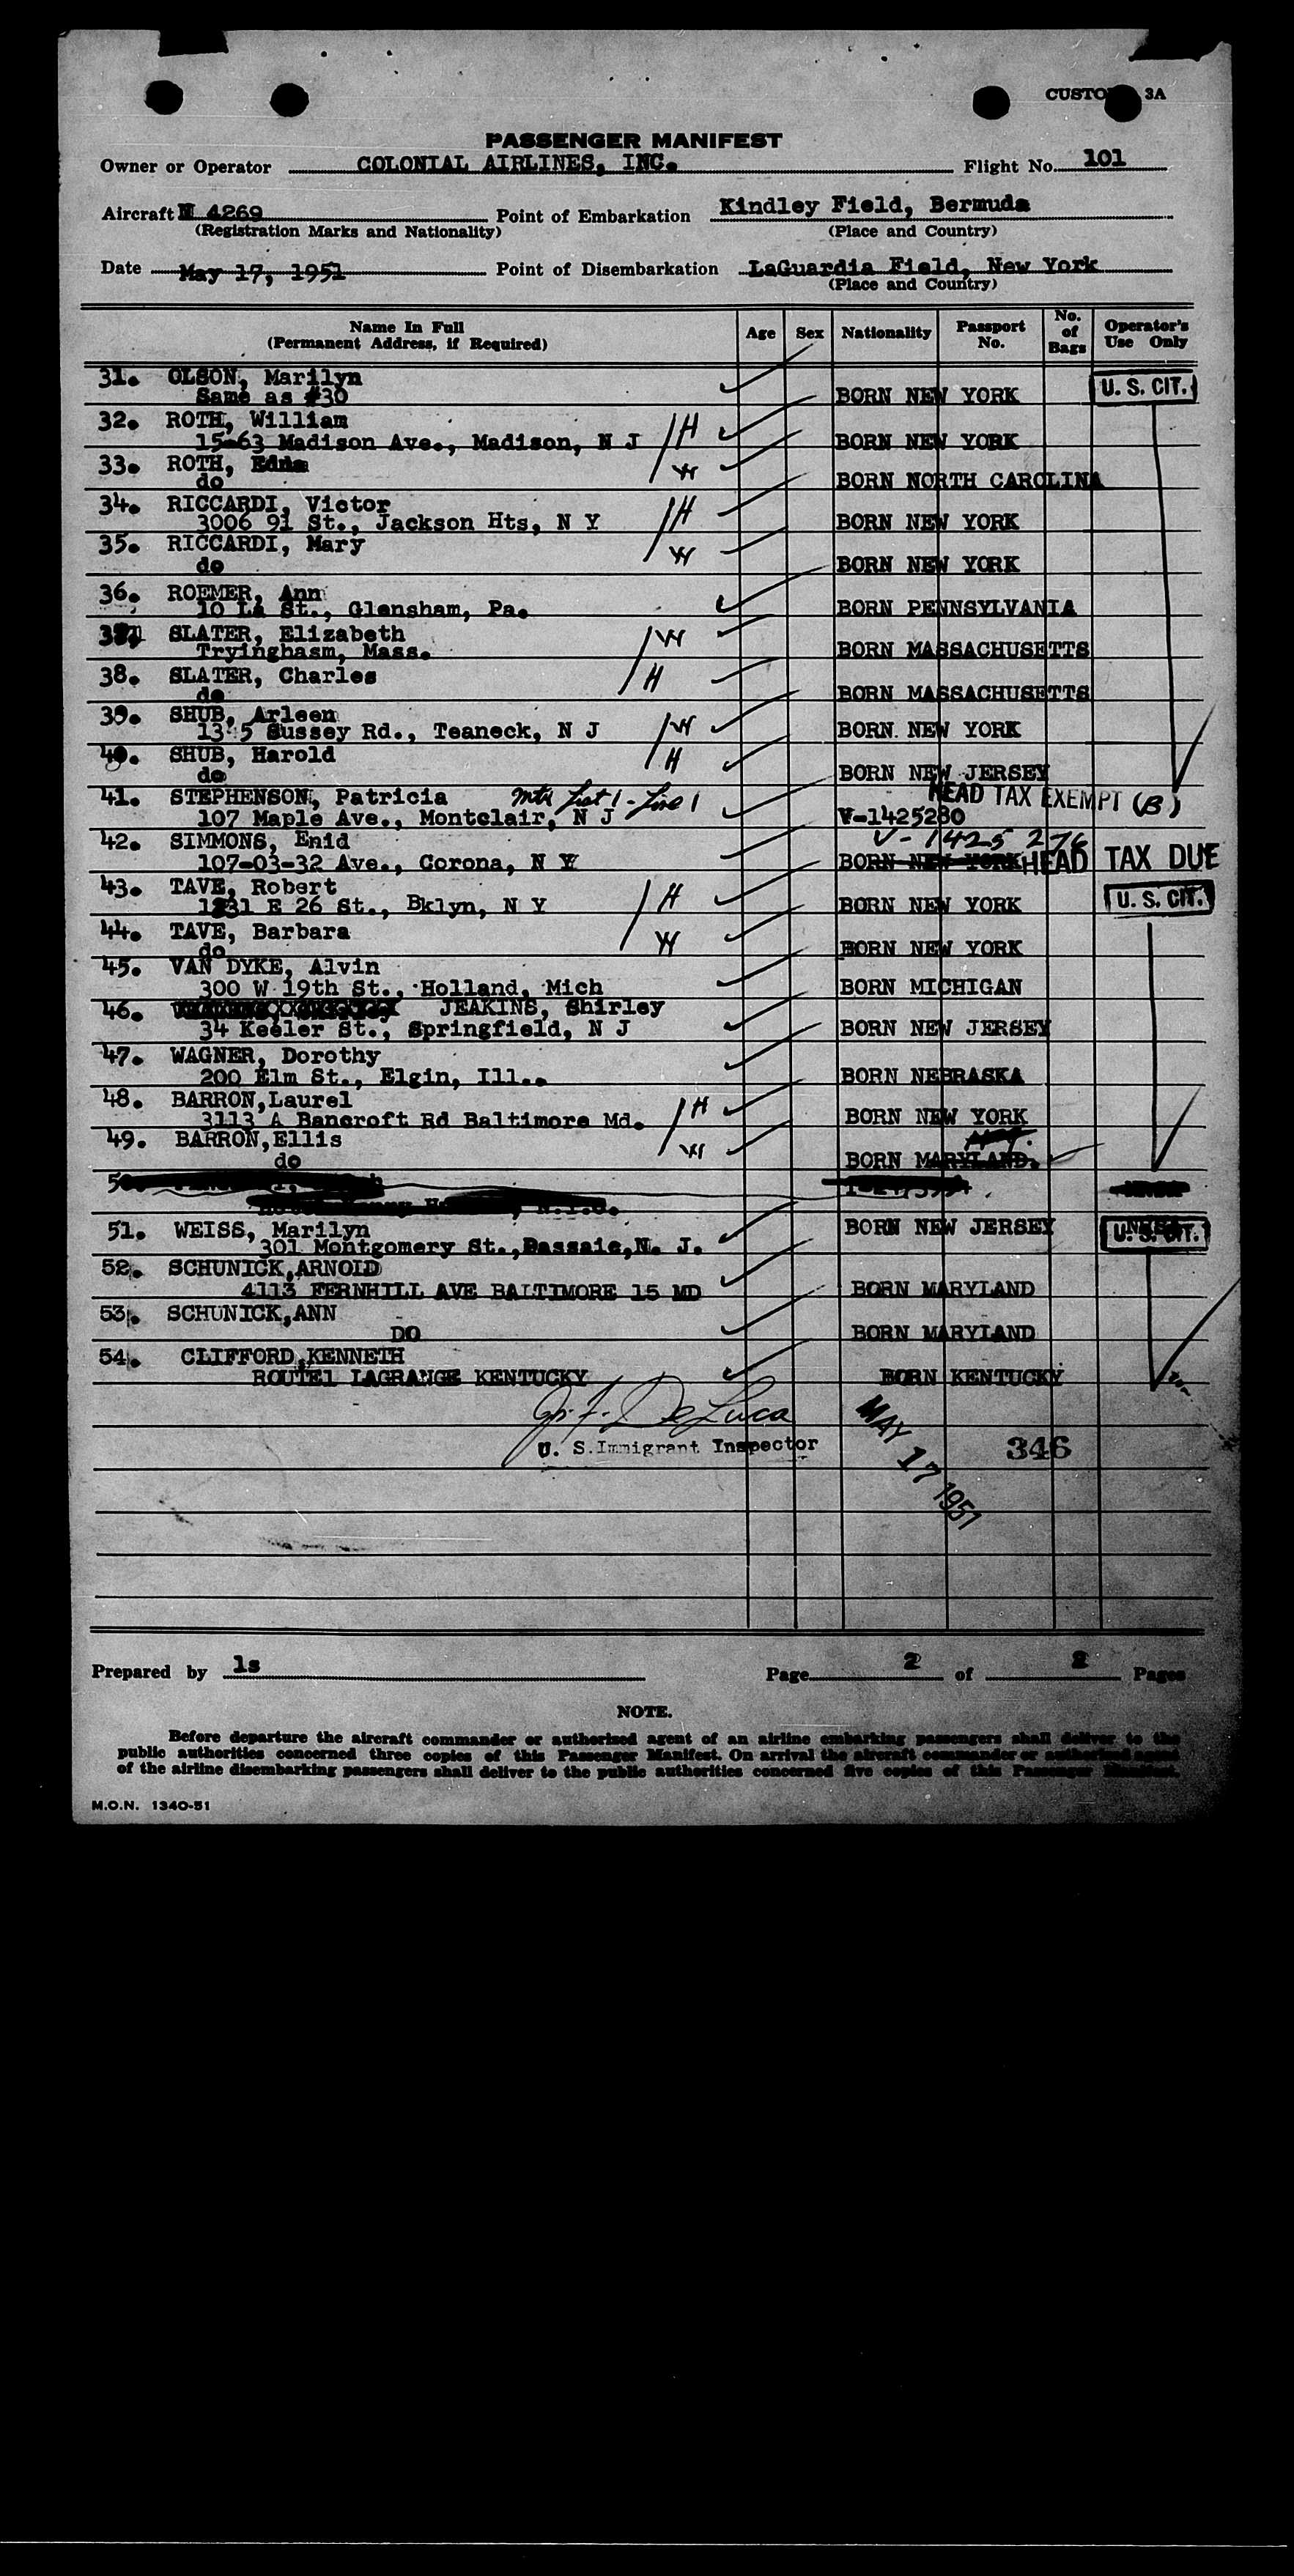 CUSTO 3A
PASSENGER MANIFEST
Owner or Operator COLONIAL AIRLINES, INC. Flight No. 101
Aircraft N 4269 Point of Embarkation Kindley Field, Bermuda
(Registration Marks and Nationality) (Place and Country)
Date May 17, 1951 Point of Disembarkation LaGuardia Field, New York
(Place and Country)
Name In Full (Permanent Address, if Required) Age Sex Nationality Passport No. No. of Bags Operator's Use Only
31. OLSON, Marilyn
Same as #30 BORN NEW YORK U. S. CIT.
32. ROTH, William
15-63 Madison Ave., Madison, N J H BORN NEW YORK
33. ROTH, Edna
do W BORN NORTH CAROLINA
34. RICCARDI, Victor
3006 91 St., Jackson Hts, N Y H BORN NEW YORK
35. RICCARDI, Mary
do W BORN NEW YORK
36. ROEMER, Ann
10 La St., Glensham, Pa. BORN PENNSYLVANIA
37. SLATER, Elizabeth
Tryinghasm, Mass. W BORN MASSACHUSETTS
38. SLATER, Charles
do H BORN MASSACHUSETTS
39. SHUB, Arleen
Sussey Rd., Teaneck, N J W BORN NEW YORK
40. SHUB, Harold
do H BORN NEW JERSEY
41. STEPHENSON, Patricia mtr List 1 - Line 1 HEAD TAX EXEMPT (B)
107 Maple Ave., Montclair, N J V-1425280
42. SIMMONS, Enid V-1425276
107-03-32 Ave., Corona, N Y BORN NEW YORK HEAD TAX DUE
43. TAVE, Robert U. S. CIT.
E 26 St., Bklyn, N Y H BORN NEW YORK
44. TAVE, Barbara
do W BORN NEW YORK
45. VAN DYKE, Alvin
300 W 19th St., Holland, Mich BORN MICHIGAN
46. JEAKINS, Shirley
34 Keeler St., Springfield, N J BORN NEW JERSEY
47. WAGNER, Dorothy
200 Elm St., Elgin, Ill.. BORN NEBRASKA
48. BARRON,Laurel
3113 A Bancroft Rd Baltimore Md. H BORN NEW YORK
49. BARRON,Ellis
do W BORN MARYLAND.
51. WEISS, Marilyn BORN NEW JERSEY U. S. CIT.
301 Montgomery St.,Passaic,N. J.
52. SCHUNICK,ARNOLD
4113 FERNHILL AVE BALTIMORE 15 MD BORN MARYLAND
53. SCHUNICK,ANN
DO BORN MARYLAND
54. CLIFFORD,KENNETH
ROUTE1 LAGRANGE KENTUCKY BORN KENTUCKY
De Luca
U. S. Immigrant Inspector MAY 17 1951 346
Prepared by ls Page 2 of 2 Pages
NOTE.
Before departure the aircraft commander or authorized agent of an airline embarking passengers shall deliver to the
public authorities concerned three copies of this Passenger Manifest. On arrival the aircraft commander or authorized agent
of the airline disembarking passengers shall deliver to the public authorities concerned five copies of this Passenger Manifest.
M.O.N. 1340-51